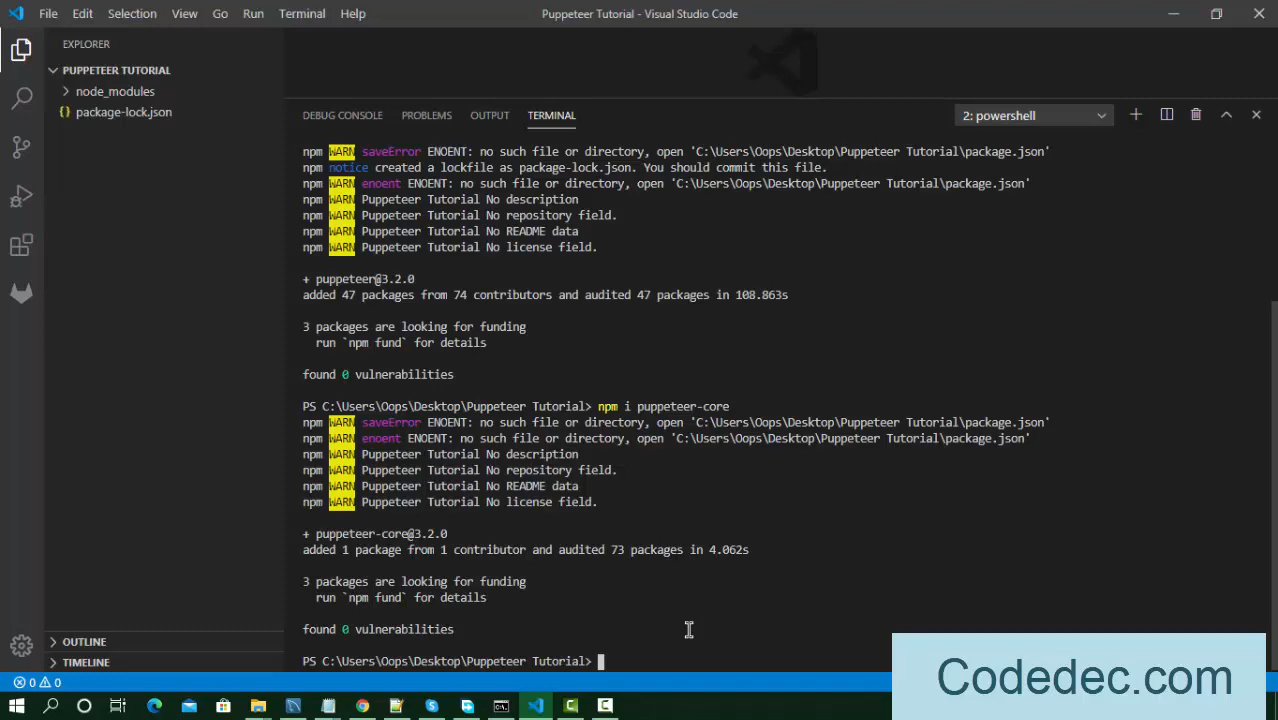 File Edit Selection View Go Run Terminal Help
Puppeteer Tutorial - Visual Studio Code
EXPLORER
PUPPETEER TUTORIAL
node_modules
{} package-lock.json
OUTLINE
TIMELINE
DEBUG CONSOLE PROBLEMS OUTPUT TERMINAL
2: powershell
npm WARN saveError ENOENT: no such file or directory, open 'C:\Users\Oops\Desktop\Puppeteer Tutorial\package.json'
npm notice created a lockfile as package-lock.json. You should commit this file.
npm WARN enoent ENOENT: no such file or directory, open 'C:\Users\Oops\Desktop\Puppeteer Tutorial\package.json'
npm WARN Puppeteer Tutorial No description
npm WARN Puppeteer Tutorial No repository field.
npm WARN Puppeteer Tutorial No README data
npm WARN Puppeteer Tutorial No license field.
+ puppeteer@3.2.0
added 47 packages from 74 contributors and audited 47 packages in 108.863s
3 packages are looking for funding
run `npm fund` for details
found 0 vulnerabilities
PS C:\Users\Oops\Desktop\Puppeteer Tutorial> npm i puppeteer-core
npm WARN saveError ENOENT: no such file or directory, open 'C:\Users\Oops\Desktop\Puppeteer Tutorial\package.json'
npm WARN enoent ENOENT: no such file or directory, open 'C:\Users\Oops\Desktop\Puppeteer Tutorial\package.json'
npm WARN Puppeteer Tutorial No description
npm WARN Puppeteer Tutorial No repository field.
npm WARN Puppeteer Tutorial No README data
npm WARN Puppeteer Tutorial No license field.
+ puppeteer-core@3.2.0
added 1 package from 1 contributor and audited 73 packages in 4.062s
3 packages are looking for funding
run `npm fund` for details
found 0 vulnerabilities
PS C:\Users\Oops\Desktop\Puppeteer Tutorial>
0 0
Codedec.com